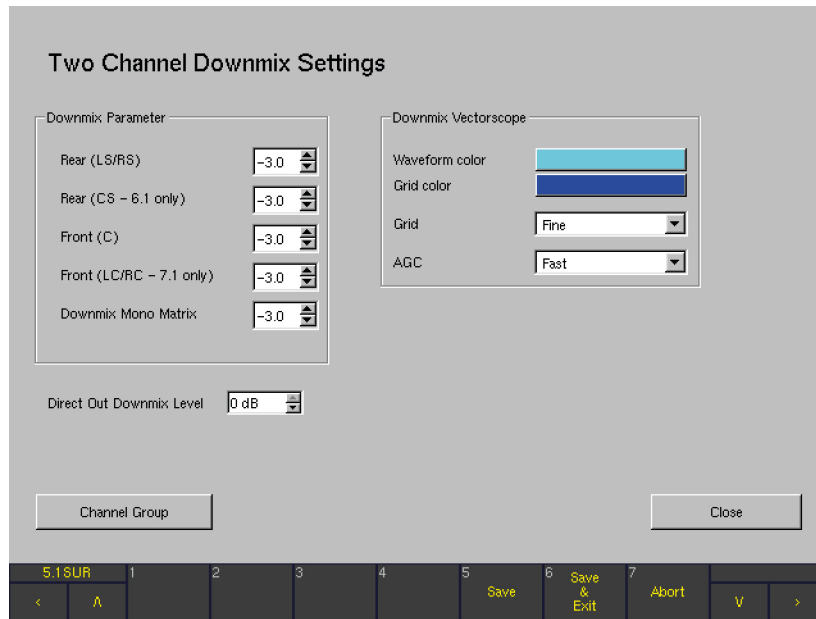 Two Channel Downmix Settings
Downmix Parameter
Rear (LS/RS)
-3.0
Rear (CS - 6.1 only)
-3.0
Front (C)
-3.0
Front (LC/RC - 7.1 only)
-3.0
Downmix Mono Matrix
-3.0
Direct Out Downmix Level
0 dB
Downmix Vectorscope
Waveform color
Grid color
Grid
Fine
AGC
Fast
Channel Group
Close
5.1SUR
<
Λ
1
2
3
4
5
Save
6
Save
&
Exit
7
Abort
V
>